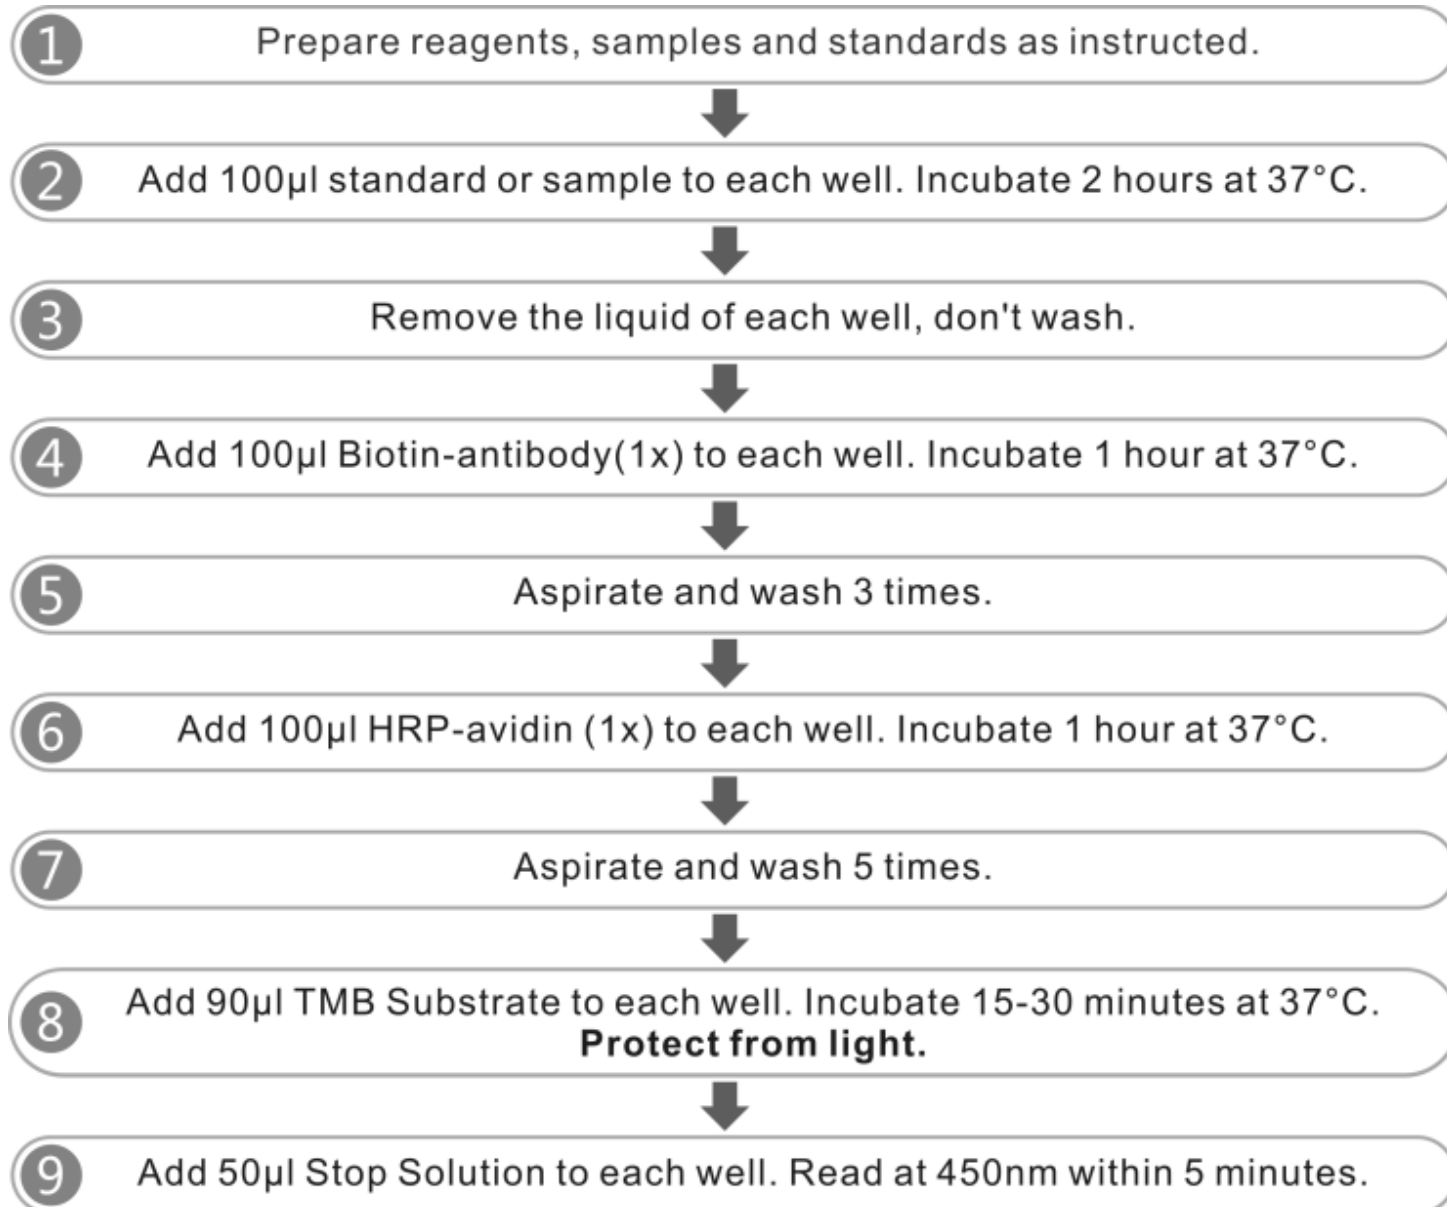 1 Prepare reagents, samples and standards as instructed.
2 Add 100µl standard or sample to each well. Incubate 2 hours at 37°C.
3 Remove the liquid of each well, don't wash.
4 Add 100µl Biotin-antibody(1x) to each well. Incubate 1 hour at 37°C.
5 Aspirate and wash 3 times.
6 Add 100µl HRP-avidin (1x) to each well. Incubate 1 hour at 37°C.
7 Aspirate and wash 5 times.
8 Add 90µl TMB Substrate to each well. Incubate 15-30 minutes at 37°C.
Protect from light.
9 Add 50µl Stop Solution to each well. Read at 450nm within 5 minutes.